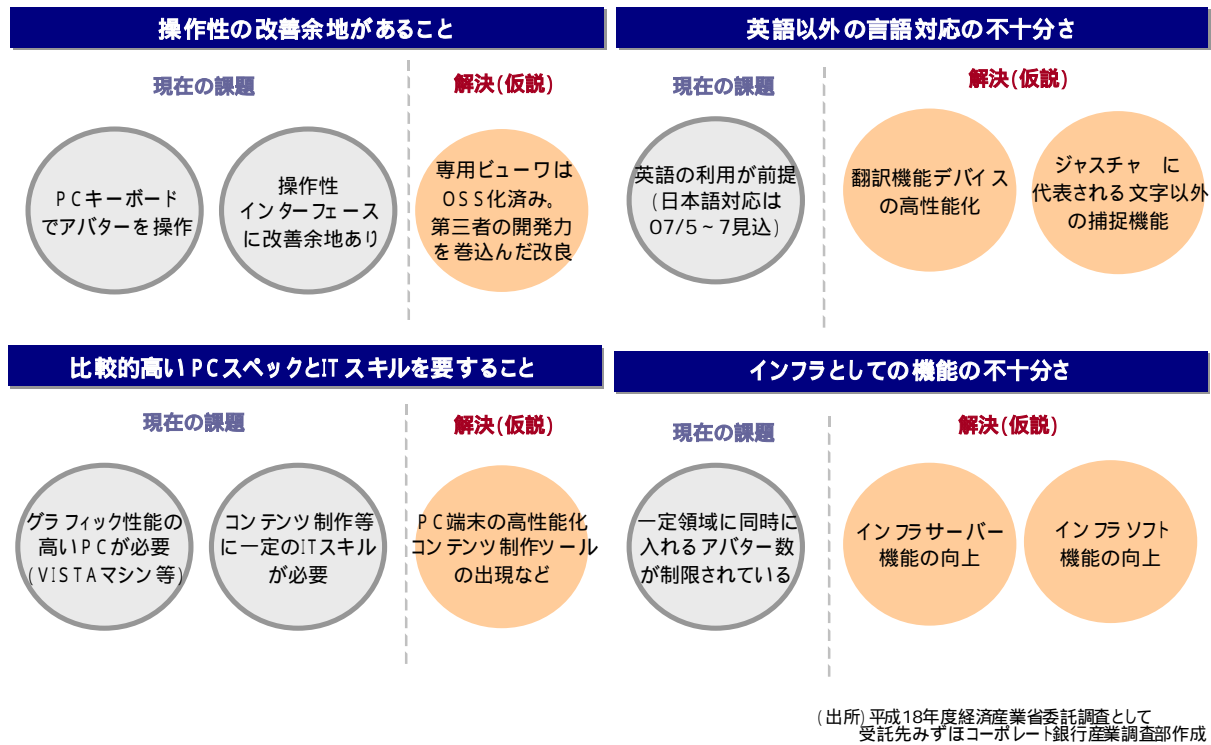 操作性の改善余地があること
現在の課題
解決(仮説)
PCキーボード
でアバターを操作
操作性
インターフェース
に改善余地あり
専用ビューワは
OSS化済み。
第三者の開発力
を巻込んだ改良
英語以外の言語対応の不十分さ
現在の課題
解決(仮説)
英語の利用が前提
(日本語対応は
07/5~7見込)
翻訳機能デバイス
の高性能化
ジャスチャ に
代表される文字以外
の捕捉機能
比較的高いPCスペックとITスキルを要すること
現在の課題
解決(仮説)
グラフィック性能の
高いPCが必要
(VISTAマシン等)
コンテンツ制作等
に一定のITスキル
が必要
PC端末の高性能化
コンテンツ制作ツール
の出現など
インフラとしての機能の不十分さ
現在の課題
解決(仮説)
一定領域に同時に
入れるアバター数
が制限されている
インフラサーバー
機能の向上
インフラソフト
機能の向上
(出所)平成18年度経済産業省委託調査として
受託先みずほコーポレート銀行産業調査部作成